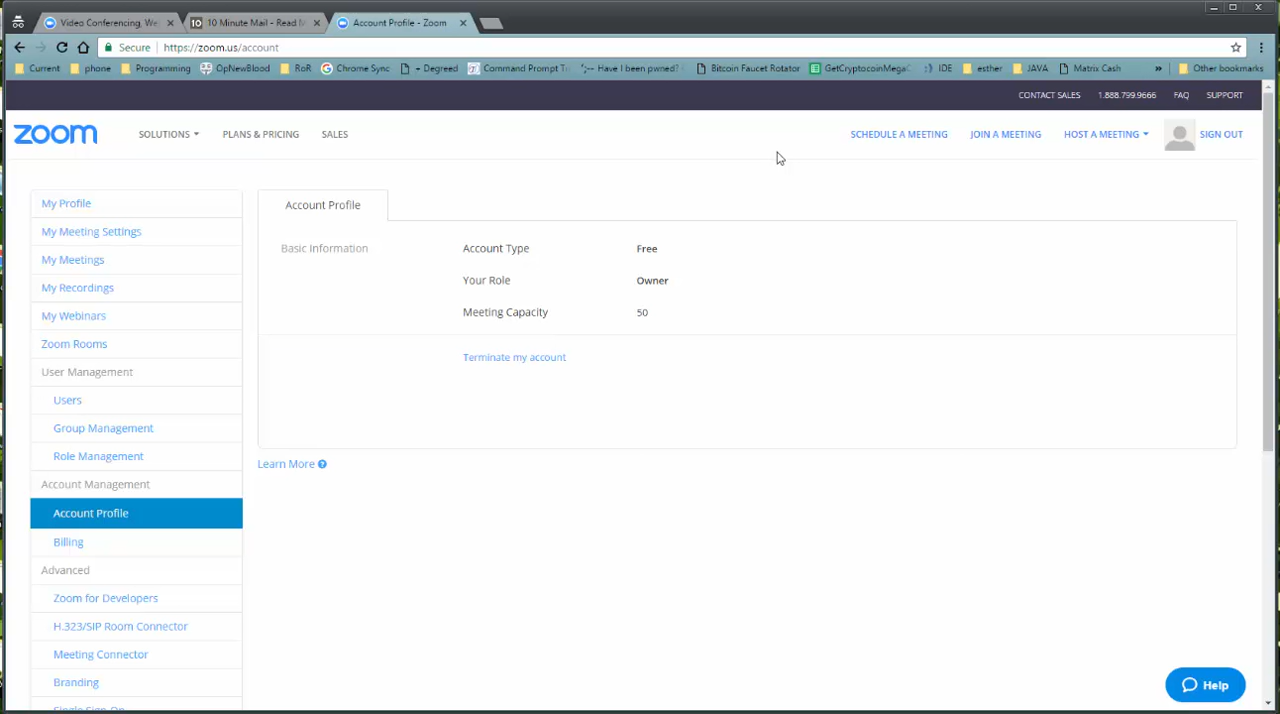 Video Conferencing, We
10 Minute Mail - Read M
Account Profile - Zoom
Secure
https://zoom.us/account
Current
phone
Programming
OpNewBlood
RoR
Chrome Sync
- Degreed
Command Prompt Tr
Have I been pwned?
Bitcoin Faucet Rotator
GetCryptocoinMegaC
IDE
esther
JAVA
Matrix Cash
»
Other bookmarks
CONTACT SALES
1.888.799.9666
FAQ
SUPPORT
zoom
SOLUTIONS
PLANS & PRICING
SALES
SCHEDULE A MEETING
JOIN A MEETING
HOST A MEETING
SIGN OUT
My Profile
My Meeting Settings
My Meetings
My Recordings
My Webinars
Zoom Rooms
User Management
Users
Group Management
Role Management
Account Management
Account Profile
Billing
Advanced
Zoom for Developers
H.323/SIP Room Connector
Meeting Connector
Branding
Single Sign-On
Account Profile
Basic Information
Account Type
Free
Your Role
Owner
Meeting Capacity
50
Terminate my account
Learn More
Help